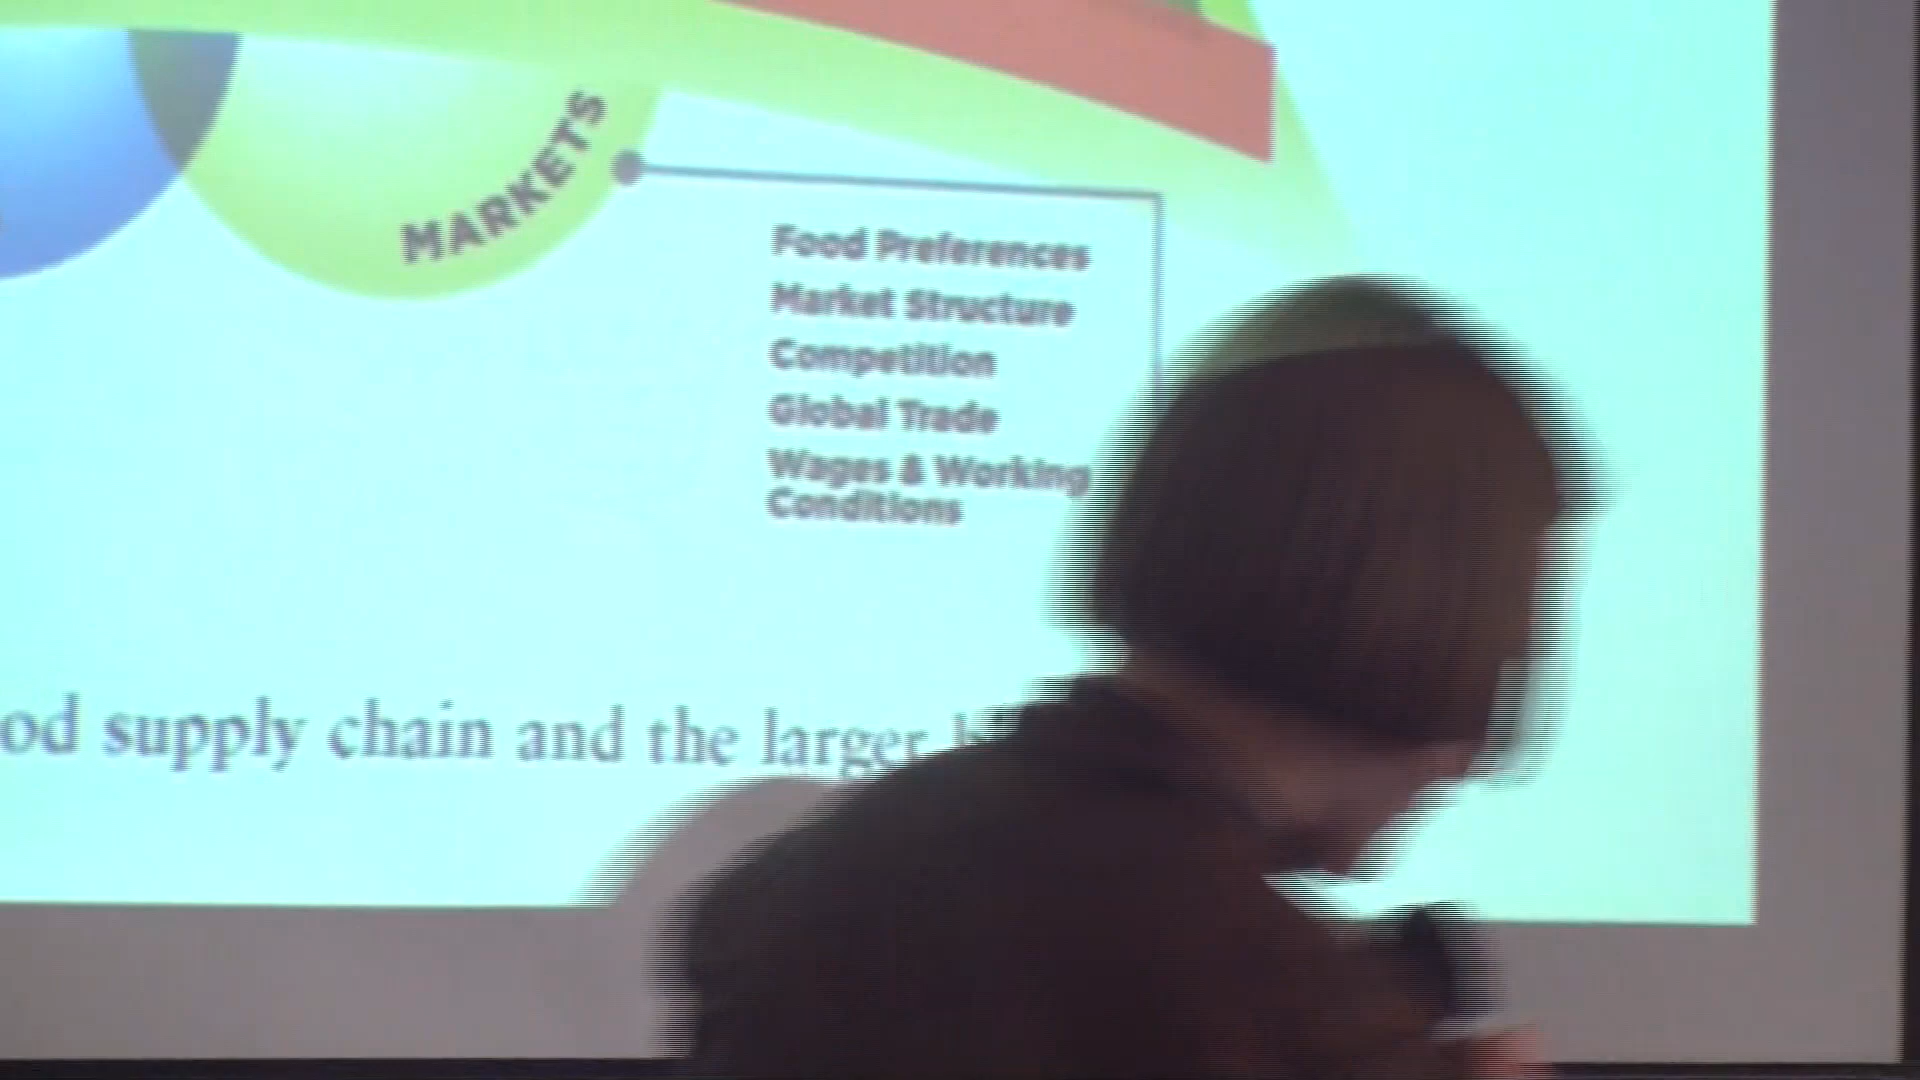 MARKETS
Food Preferences
Market Structure
Competition
Global Trade
Wages & Working
Conditions
od supply chain and the larger